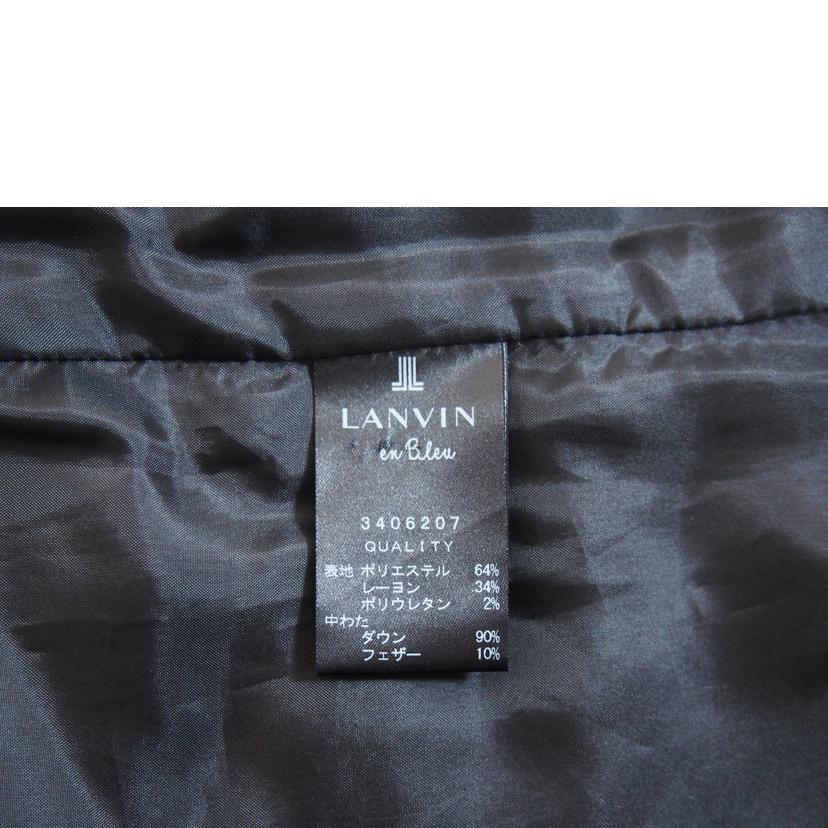 LANVIN
en Bleu
3406207
QUALITY
表地 ポリエステル 64%
レーヨン 34%
ポリウレタン 2%
中わた
ダウン 90%
フェザー 10%